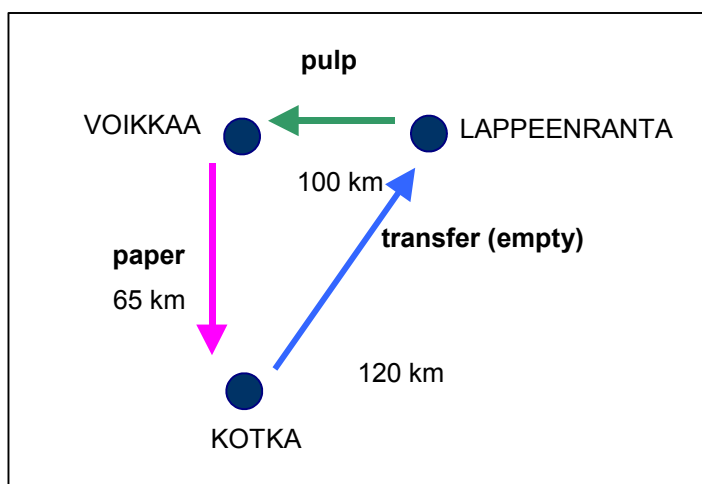 pulp
VOIKKAA
LAPPEENRANTA
100 km
transfer (empty)
paper
65 km
120 km
KOTKA